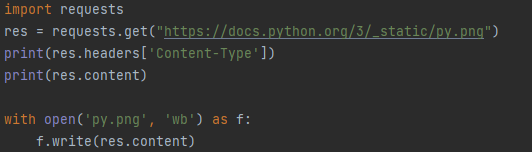 import requests
res = requests.get("https://docs.python.org/3/_static/py.png")
print(res.headers['Content-Type'])
print(res.content)
with open('py.png', 'wb') as f:
    f.write(res.content)